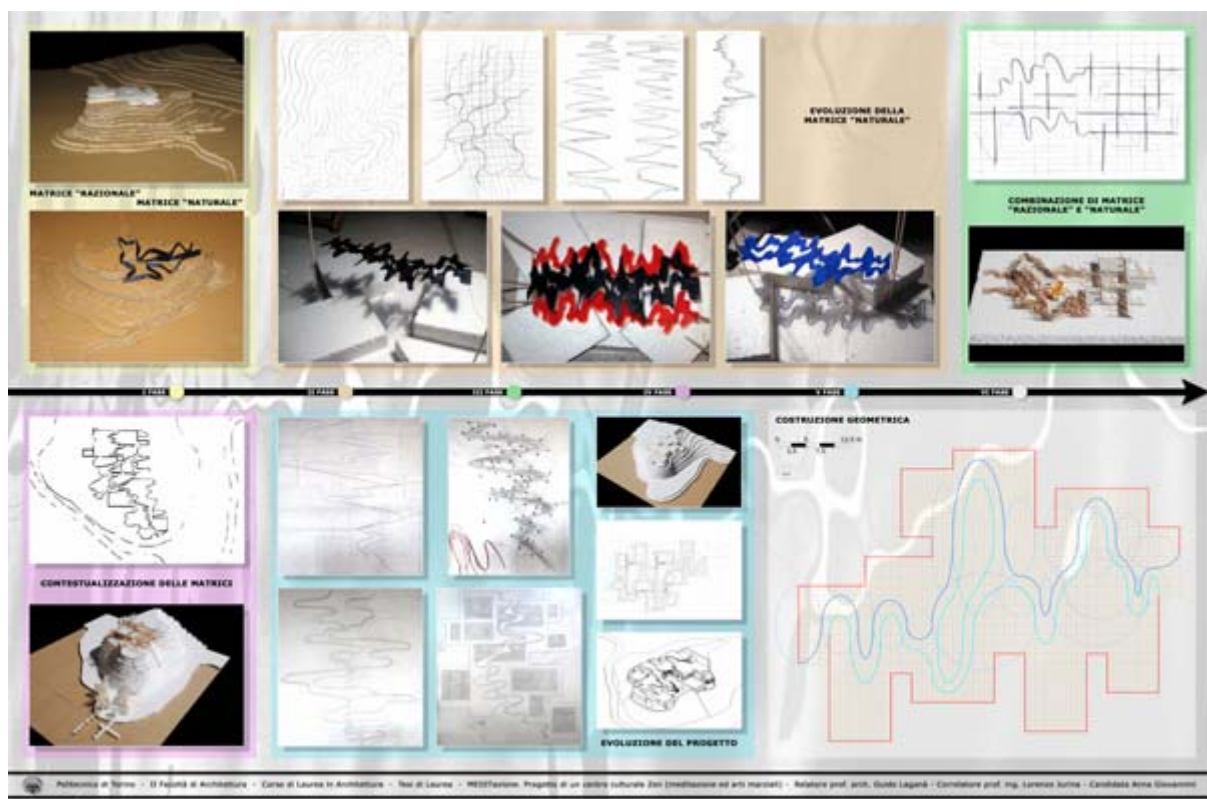 MATRICE "RAZIONALE"
MATRICE "NATURALE"
EVOLUZIONE DELLA
MATRICE "NATURALE"
COMBINAZIONE DI MATRICE
"RAZIONALE" E "NATURALE"
I FASE
II FASE
III FASE
IV FASE
V FASE
VI FASE
CONTESTUALIZZAZIONE DELLE MATRICI
EVOLUZIONE DEL PROGETTO
COSTRUZIONE GEOMETRICA
Politecnico di Torino - II Facoltà di Architettura - Corso di Laurea in Architettura - Tesi di Laurea - MEDITazione: Progetto di un centro culturale Zen (meditazione ed arti marziali) - Relatore prof. arch. Guido Laganà - Correlatore prof. ing. Lorenzo Jurina - Candidata Anna Giovannini